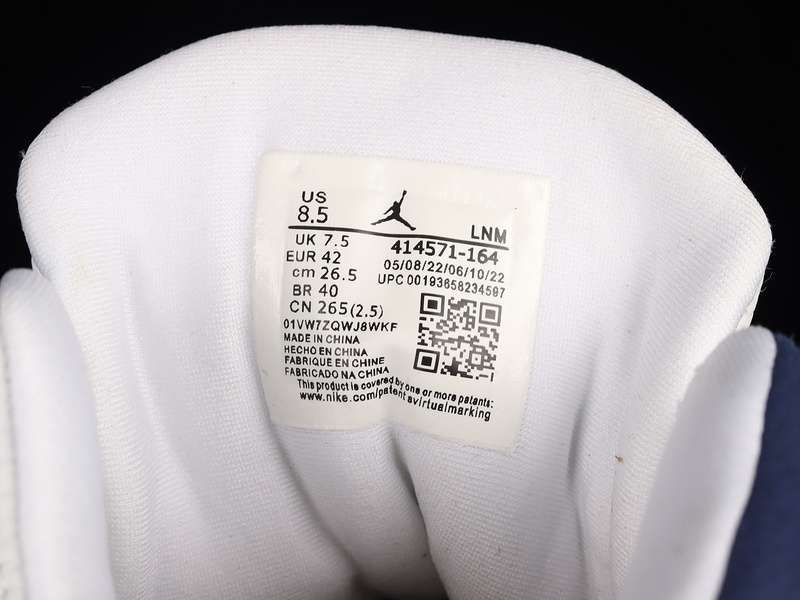 US
8.5
LNM
UK 7.5
414571-164
EUR 42
05/08/22/06/10/22
cm 26.5
UPC 00193658234597
BR 40
CN 265(2.5)
01VW7ZQWJ8WKF
MADE IN CHINA
HECHO EN CHINA
FABRIQUE EN CHINE
FABRICADO NA CHINA
This product is covered by one or more patents:
www.nike.com/patentsvirtualmarking